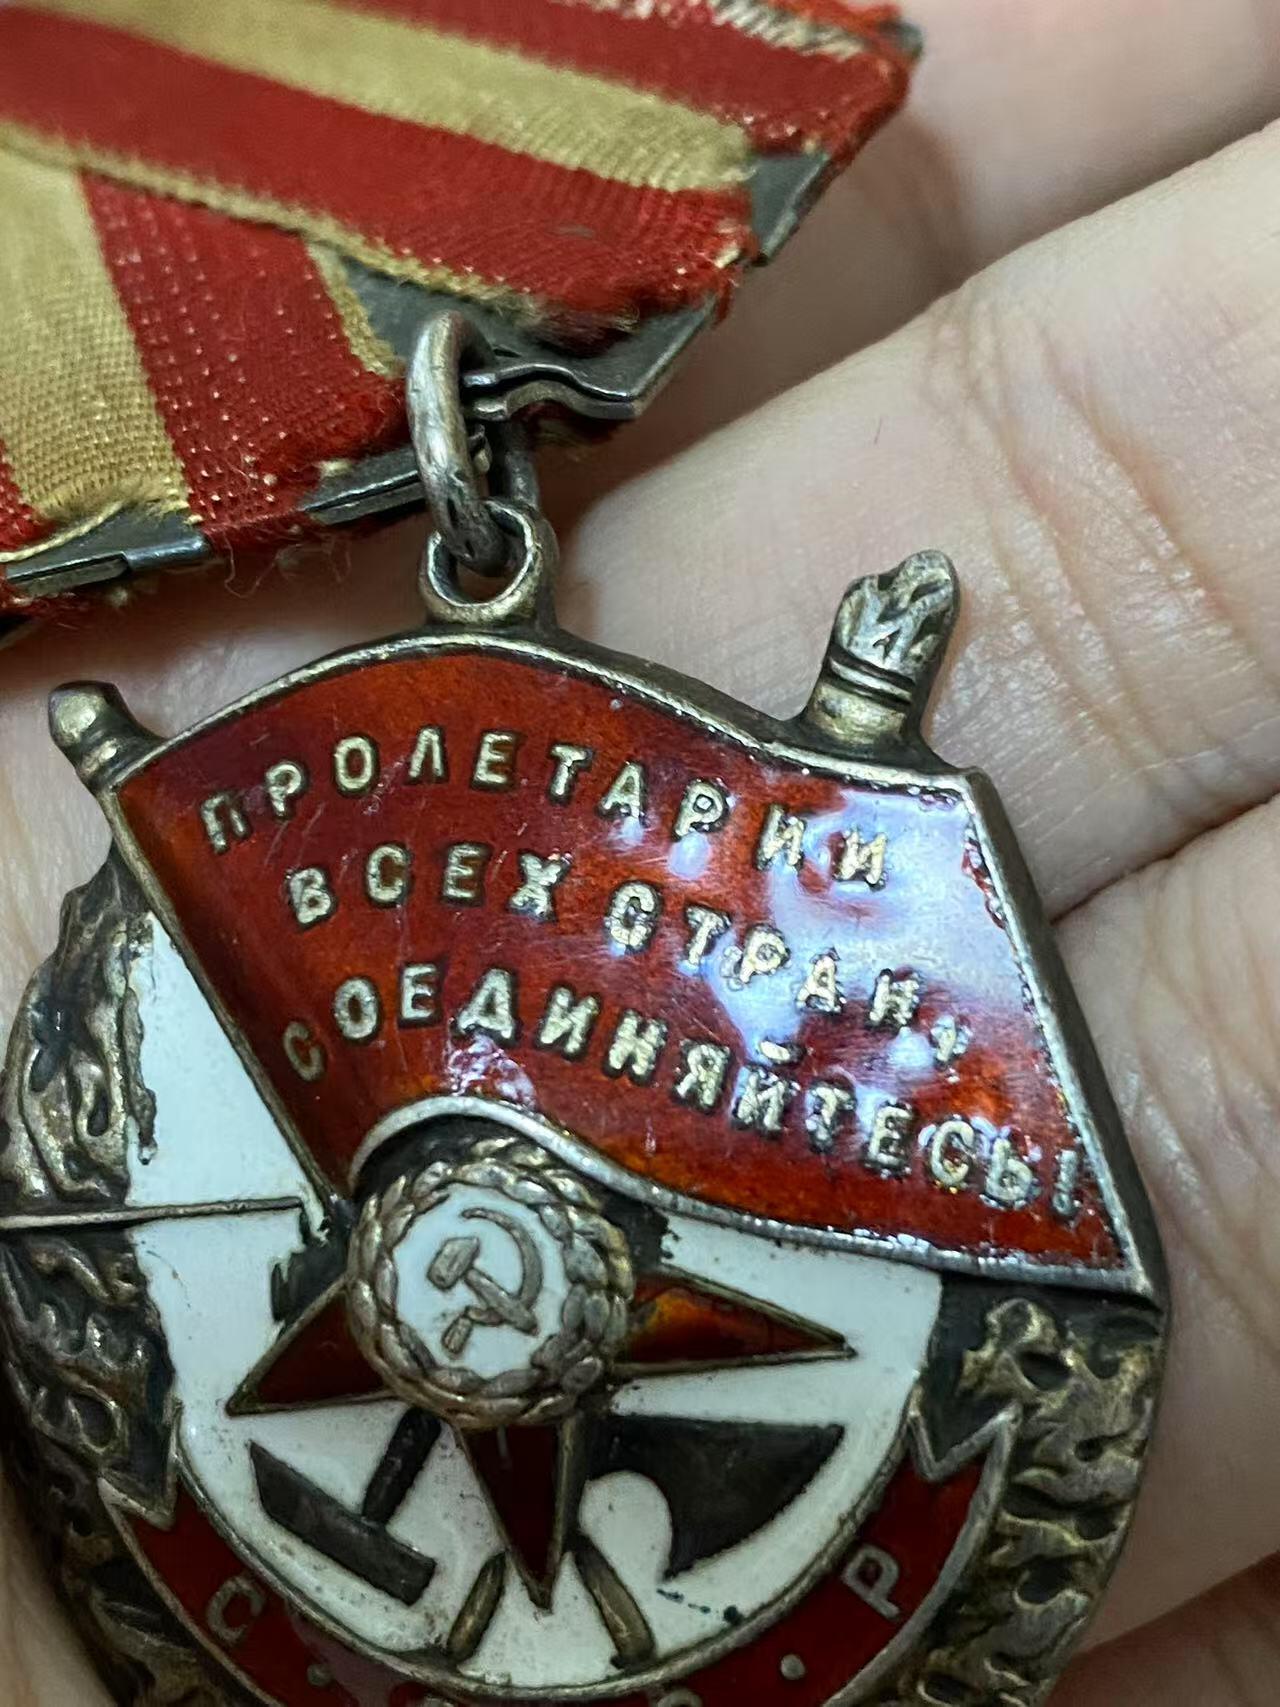 ПРОЛЕТАРИИ
ВСЕХ СТРАН,
СОЕДИНЯЙТЕСЬ!
С . С . С . Р